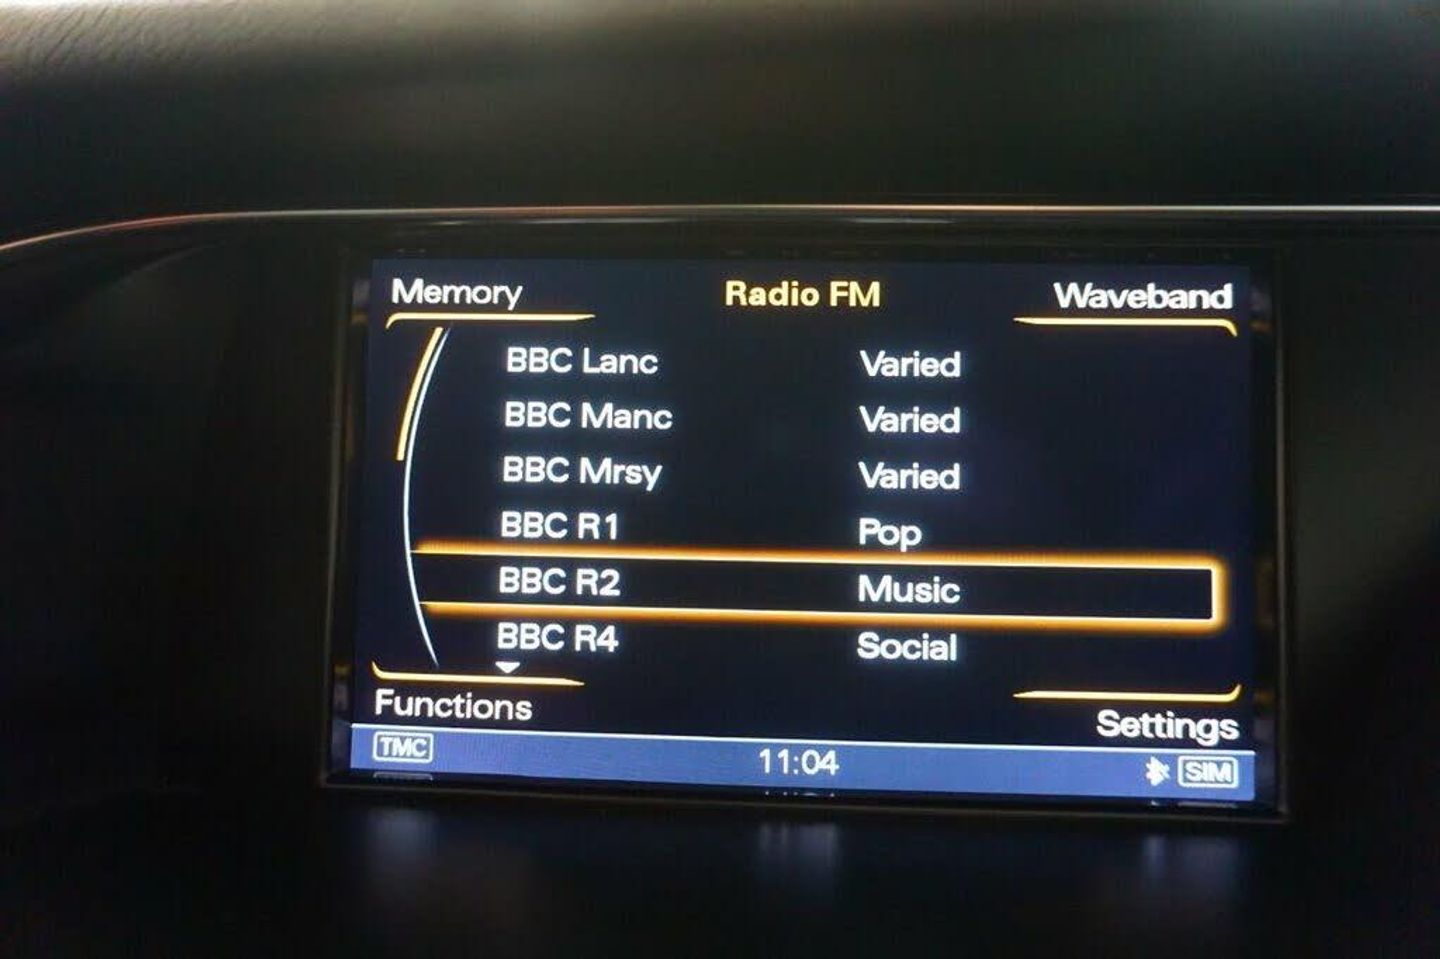 Memory Radio FM Waveband
BBC Lanc Varied
BBC Manc Varied
BBC Mrsy Varied
BBC R1 Pop
BBC R2 Music
BBC R4 Social
Functions Settings
TMC 11:04 SIM